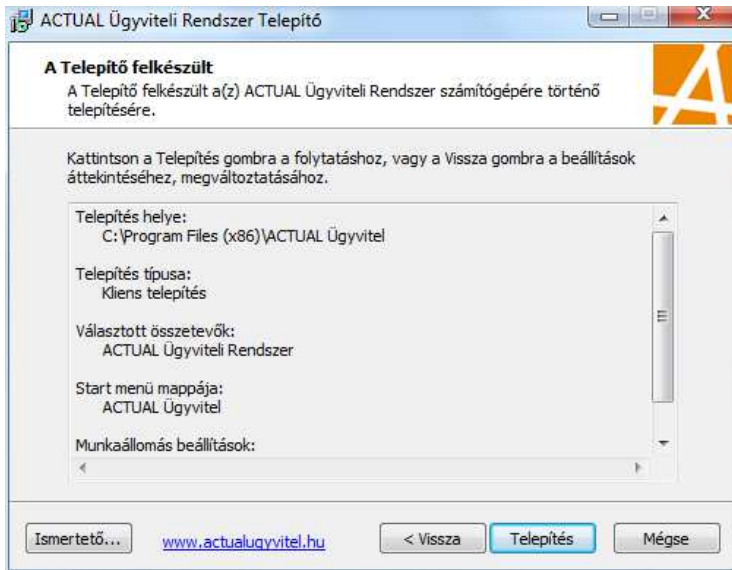 ACTUAL Ügyviteli Rendszer Telepítő
A Telepítő felkészült
A Telepítő felkészült a(z) ACTUAL Ügyviteli Rendszer számítógépére történő
telepítésére.
Kattintson a Telepítés gombra a folytatáshoz, vagy a Vissza gombra a beállítások
áttekintéséhez, megváltoztatásához.
Telepítés helye:
C:\Program Files (x86)\ACTUAL Ügyvitel
Telepítés típusa:
Kliens telepítés
Választott összetevők:
ACTUAL Ügyviteli Rendszer
Start menü mappája:
ACTUAL Ügyvitel
Munkaállomás beállítások:
Ismertető... www.actualugyvitel.hu < Vissza Telepítés Mégse